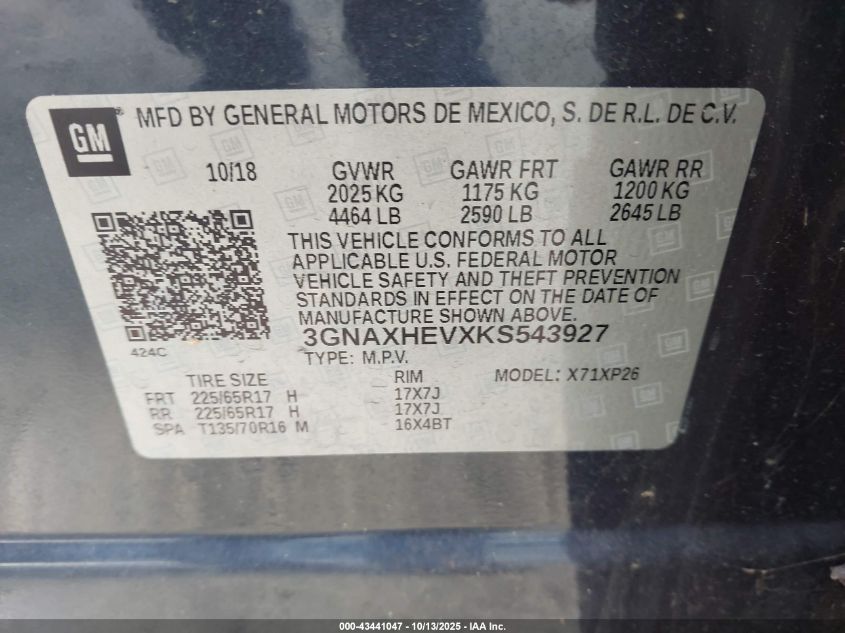 GM
MFD BY GENERAL MOTORS DE MEXICO, S. DE R.L. DE C.V.
10/18 GVWR GAWR FRT GAWR RR
2025 KG 1175 KG 1200 KG
4464 LB 2590 LB 2645 LB
THIS VEHICLE CONFORMS TO ALL
APPLICABLE U.S. FEDERAL MOTOR
VEHICLE SAFETY AND THEFT PREVENTION
STANDARDS IN EFFECT ON THE DATE OF
MANUFACTURE SHOWN ABOVE.
424C
3GNAXHEVXKS543927
TYPE: M.P.V.
TIRE SIZE RIM MODEL: X71XP26
FRT 225/65R17 H 17X7J
RR 225/65R17 H 17X7J
SPA T135/70R16 M 16X4BT
000-43441047 - 10/13/2025 - IAA Inc.